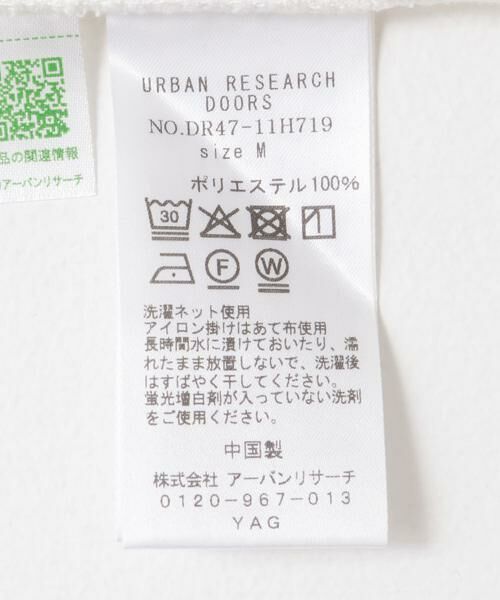 URBAN RESEARCH
DOORS
NO.DR47-11H719
size M
ポリエステル100%
30
F
W
洗濯ネット使用
アイロン掛けはあて布使用
長時間水に漬けておいたり、濡
れたまま放置しないで、洗濯後
はすばやく干してください。
蛍光増白剤が入っていない洗剤
をご使用ください。
中国製
株式会社 アーバンリサーチ
0120-967-013
YAG
品の関連情報
アーバンリサーチ